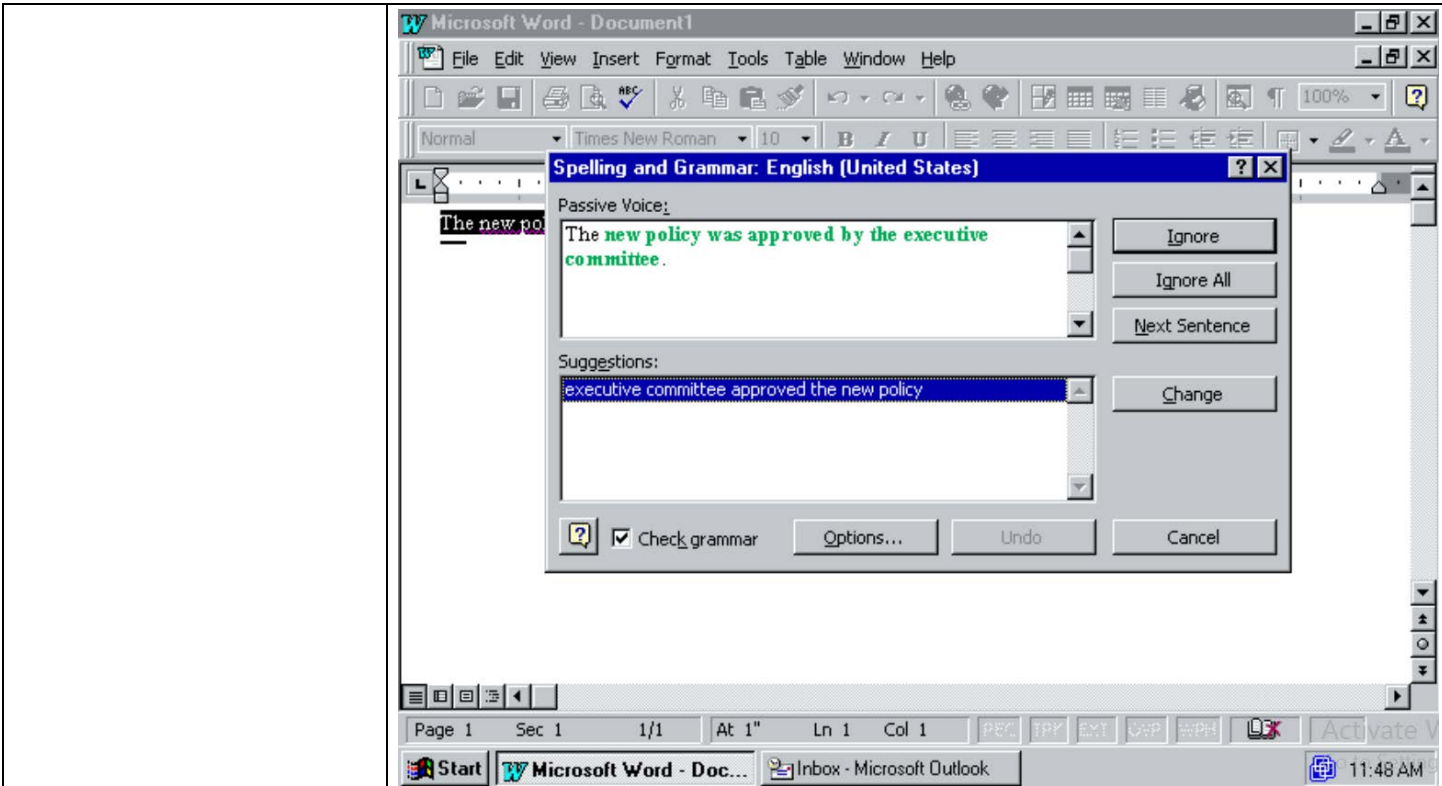 Microsoft Word - Document1
File Edit View Insert Format Tools Table Window Help
ABC
100%
Normal Times New Roman 10 B I U A
Spelling and Grammar: English (United States)
The new pol
Passive Voice:
The new policy was approved by the executive
committee.
Ignore
Ignore All
Next Sentence
Suggestions:
executive committee approved the new policy
Change
Check grammar Options... Undo Cancel
Page 1 Sec 1 1/1 At 1" Ln 1 Col 1 REC TRK EXT OVR WPH Activate W
Start Microsoft Word - Doc... Inbox - Microsoft Outlook 11:48 AM